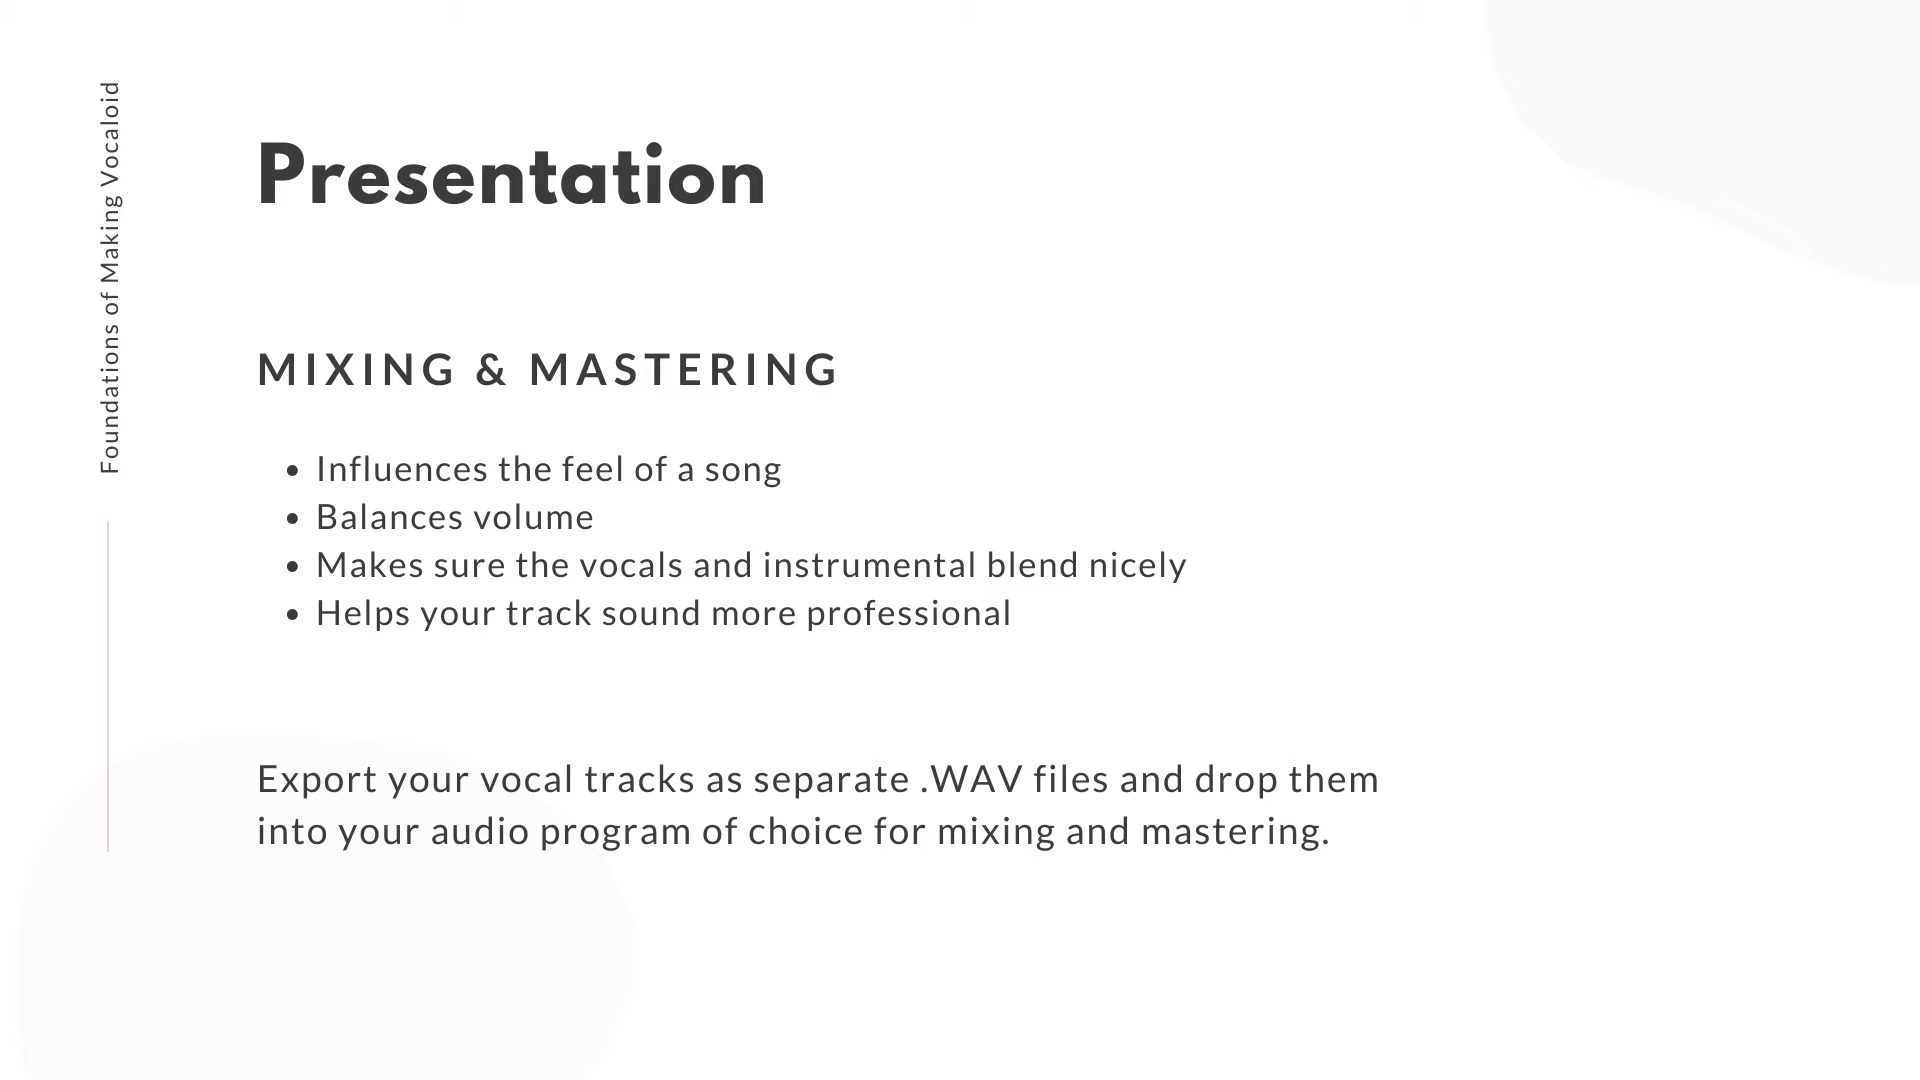 Foundations of Making Vocaloid
Presentation
MIXING & MASTERING
• Influences the feel of a song
• Balances volume
• Makes sure the vocals and instrumental blend nicely
• Helps your track sound more professional
Export your vocal tracks as separate .WAV files and drop them
into your audio program of choice for mixing and mastering.